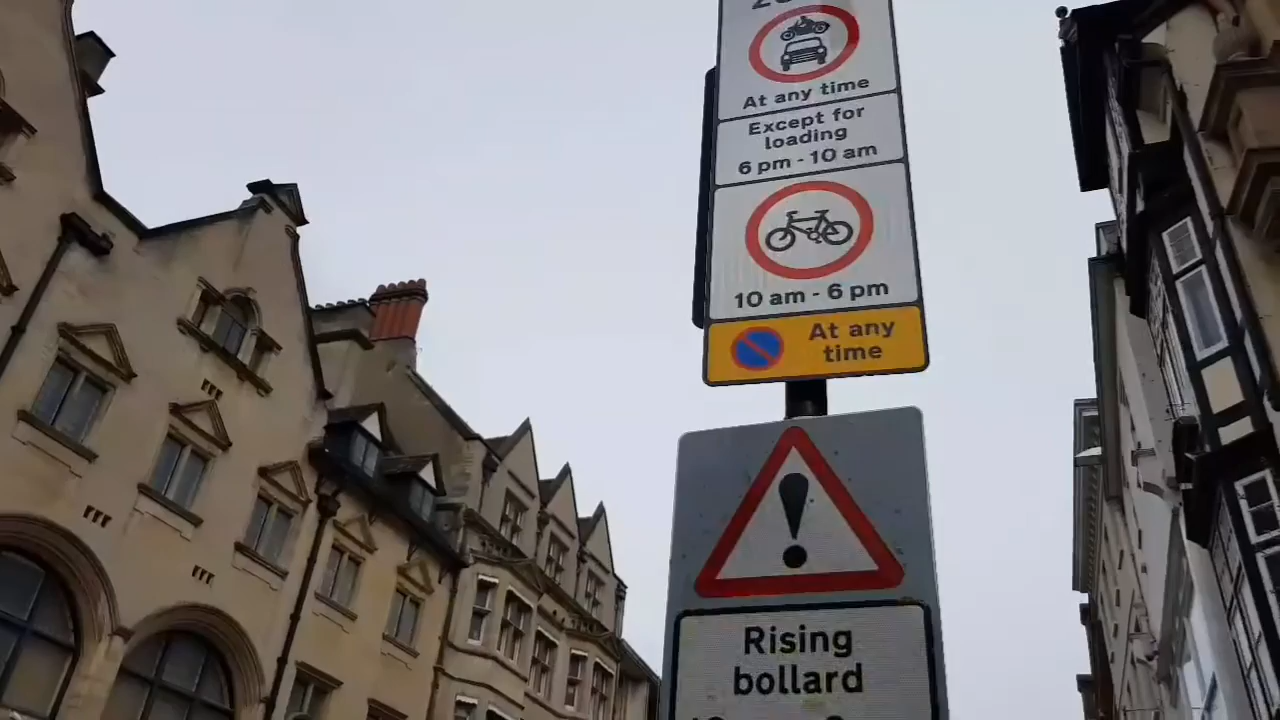 At any time
Except for
loading
6 pm - 10 am
10 am - 6 pm
At any
time
Rising
bollard